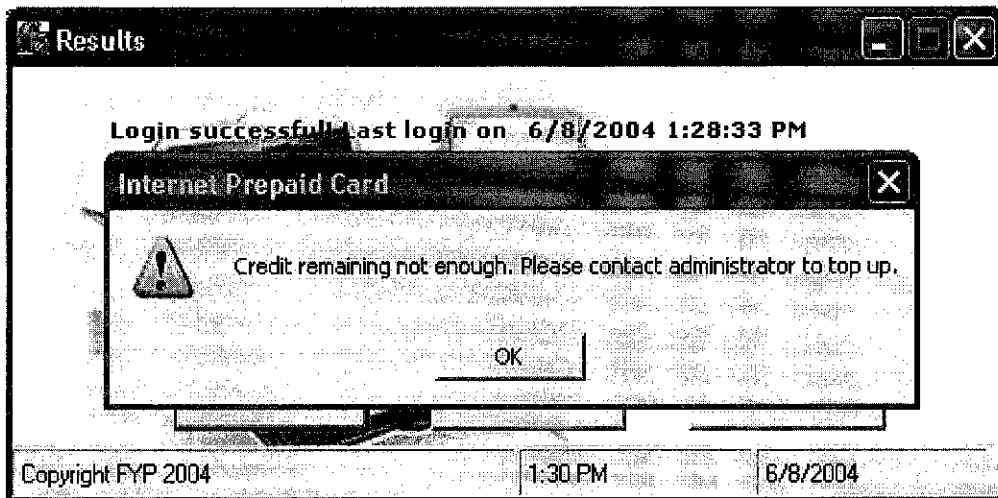 Results
Login successful! Last login on 6/8/2004 1:28:33 PM
Internet Prepaid Card
Credit remaining not enough. Please contact administrator to top up.
OK
Copyright FYP 2004 1:30 PM 6/8/2004